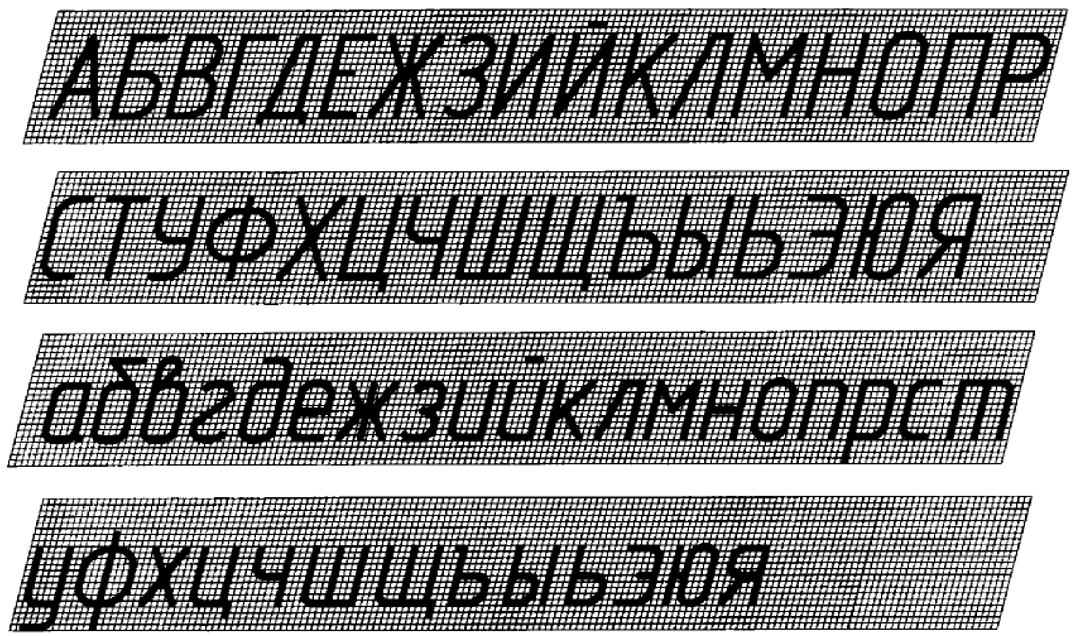 АБВГДЕЖЗИЙКЛМНОПР
СТУФХЦЧШЩЪЫЬЭЮЯ
абвгдежзийклмнопрст
уфхцчшщъыьэюя